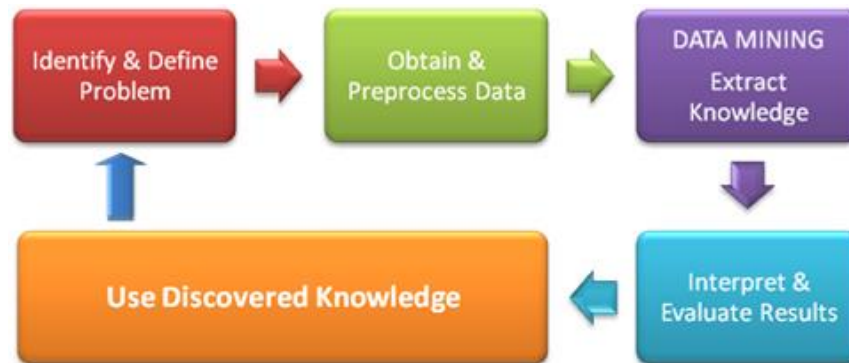 Identify & Define
Problem
Obtain &
Preprocess Data
DATA MINING
Extract
Knowledge
Interpret &
Evaluate Results
Use Discovered Knowledge